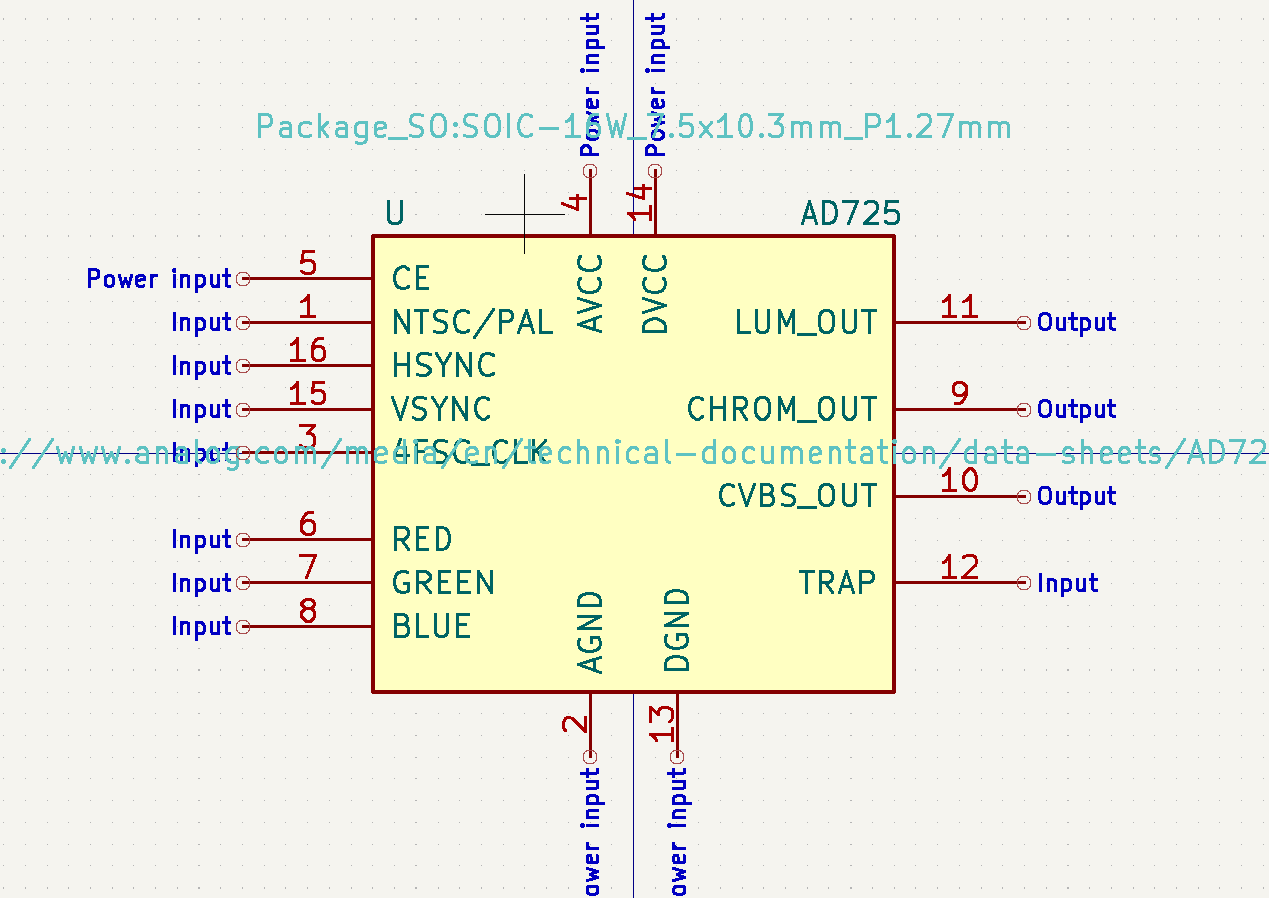 Power input
Power input
Package_SO:SOIC-16W_7.5x10.3mm_P1.27mm
4
14
U
AD725
AVCC
DVCC
Power input
5
CE
Input
1
NTSC/PAL
LUM_OUT
11
Output
Input
16
HSYNC
Input
15
VSYNC
CHROM_OUT
9
Output
Input
3
4FSC_CLK
://www.analog.com/media/en/technical-documentation/data-sheets/AD72
CVBS_OUT
10
Output
Input
6
RED
Input
7
GREEN
TRAP
12
Input
Input
8
BLUE
AGND
DGND
2
13
ower input
ower input